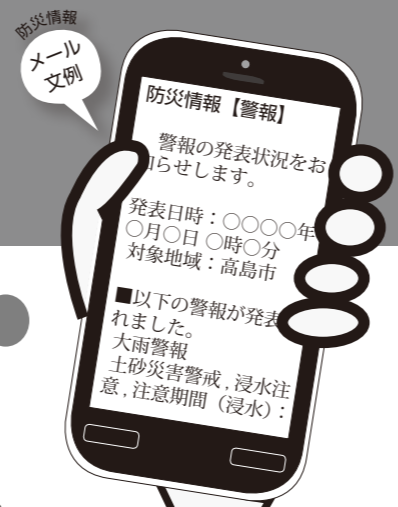 防災情報
メール
文例
防災情報【警報】
警報の発表状況をお
知らせします。
発表日時：○○○○年
○月○日 ○時○分
対象地域：高島市
■以下の警報が発表
れました。
大雨警報
土砂災害警戒 , 浸水注
意 , 注意期間（浸水）：